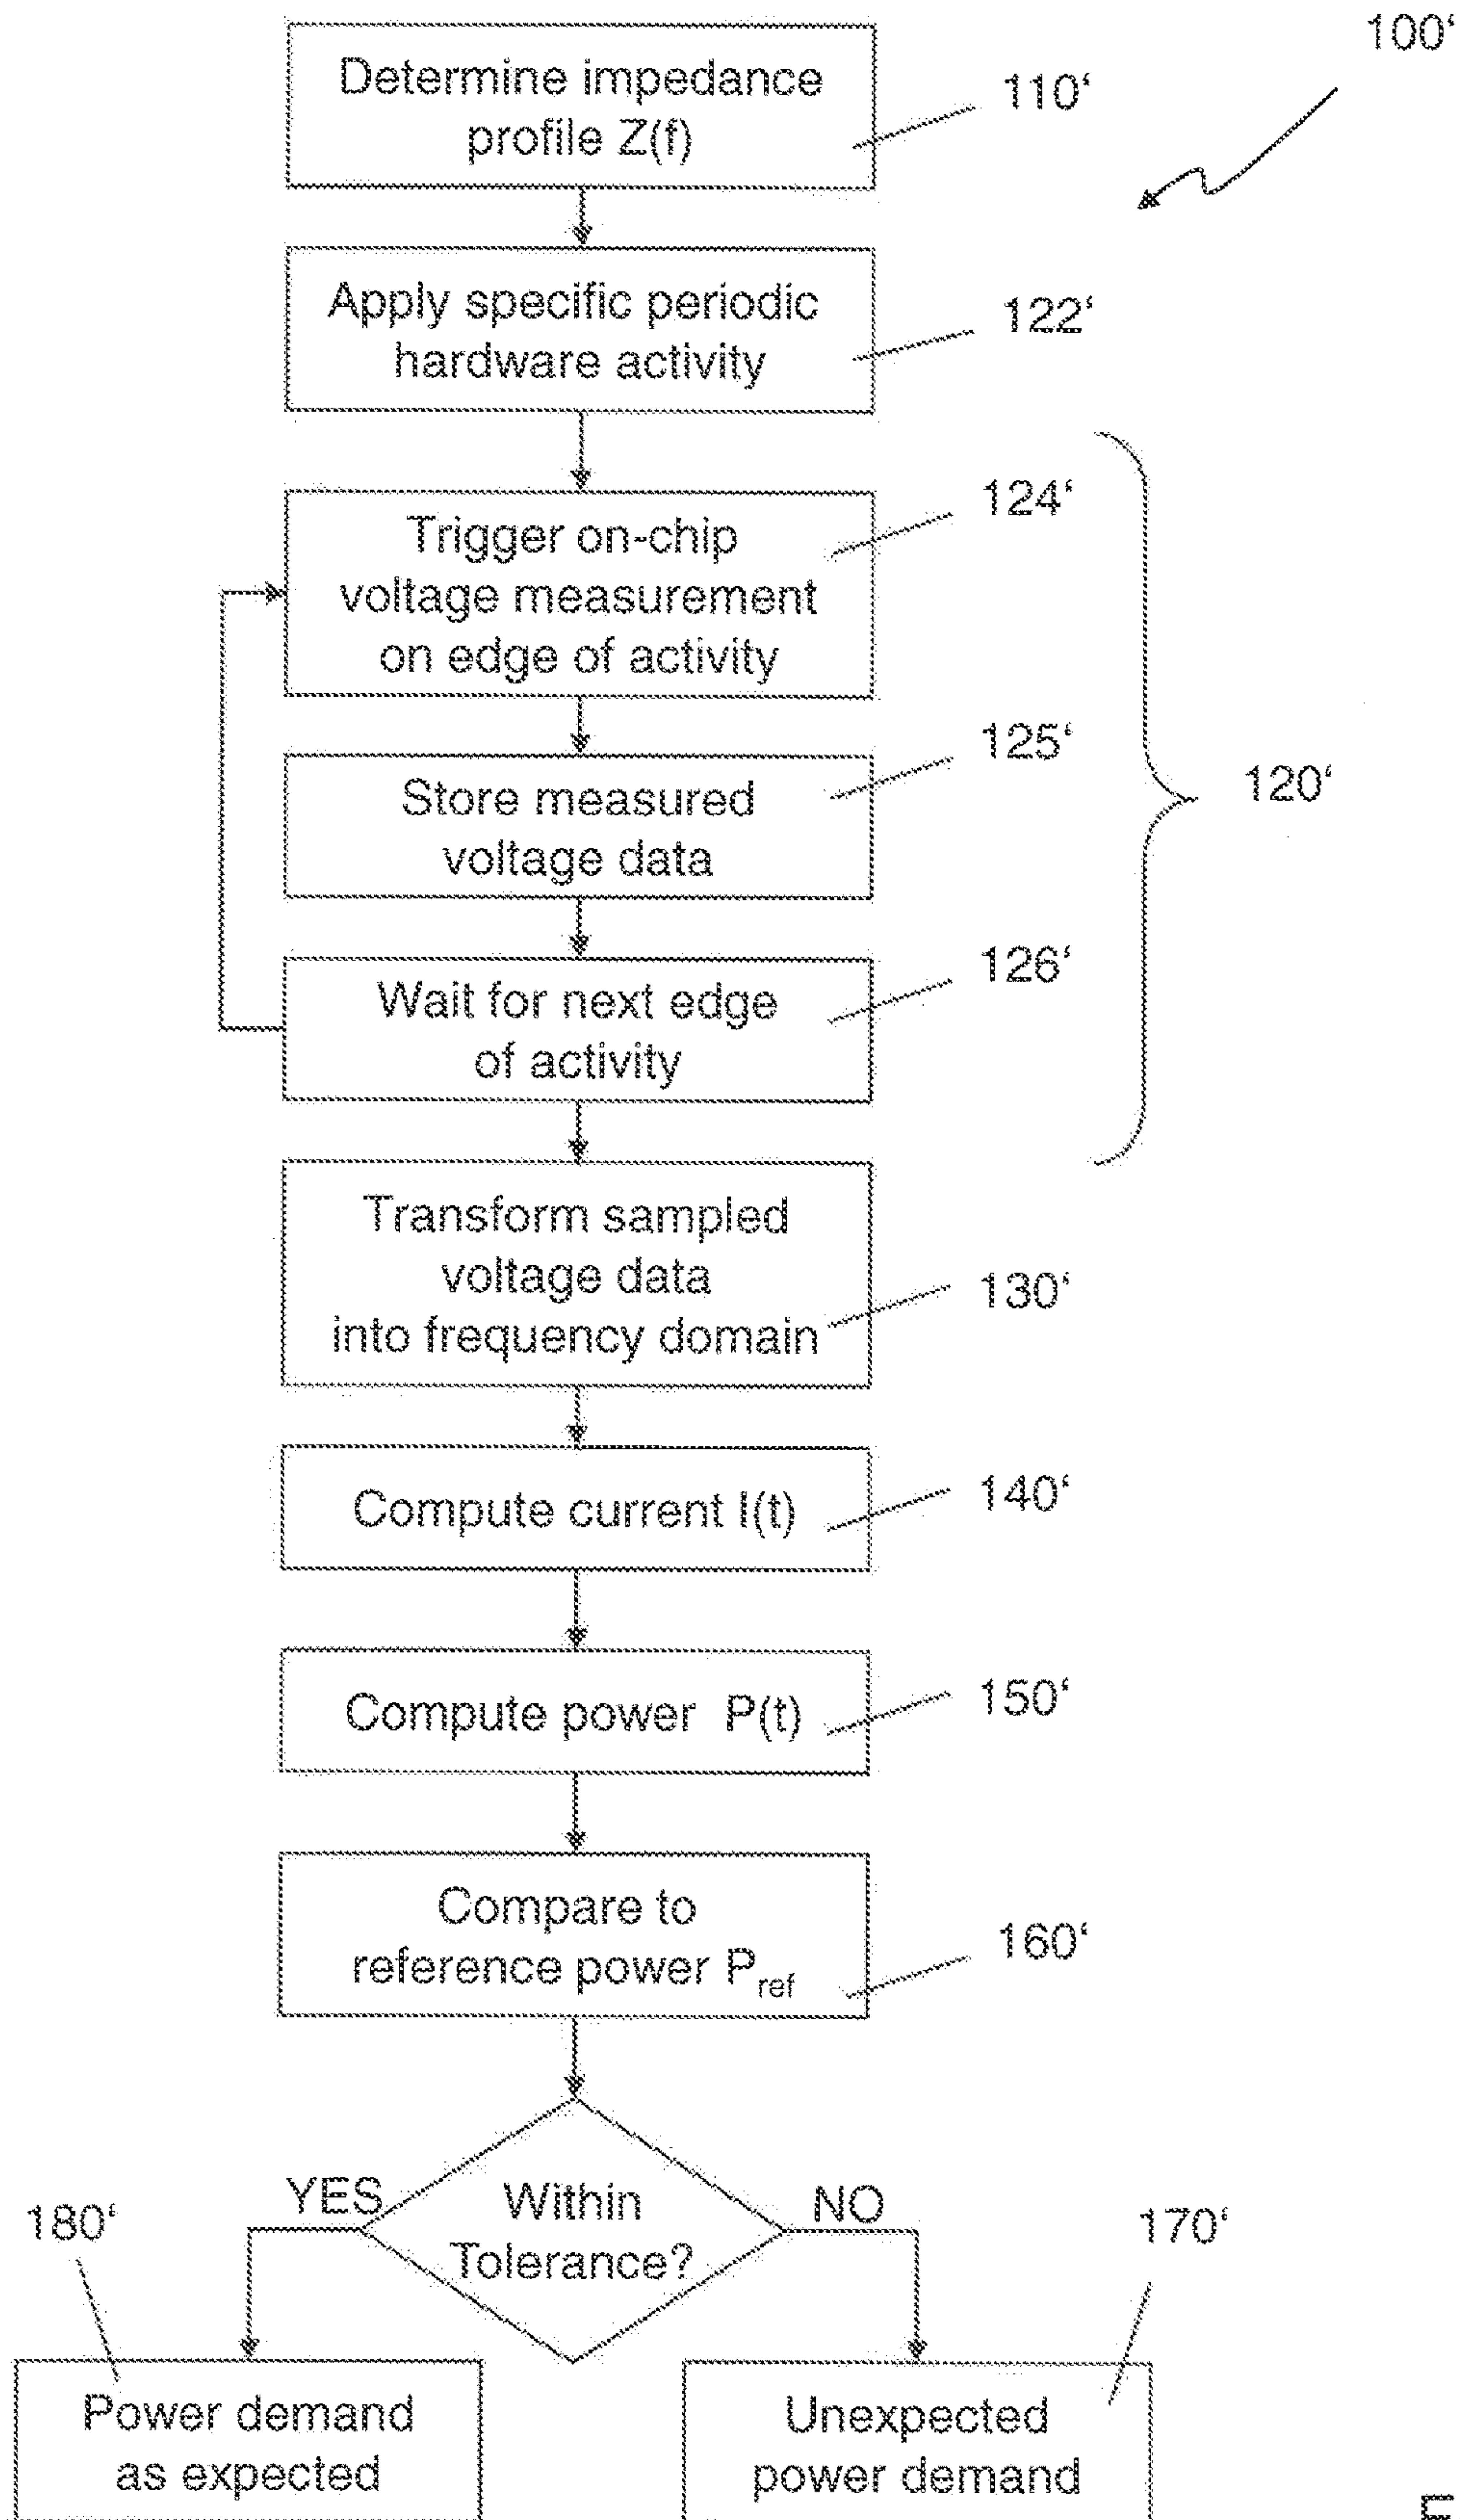 100‘
Determine impedance
profile Z(f)
110‘
Apply specific periodic
hardware activity
122‘
Trigger on-chip
voltage measurement
on edge of activity
124‘
Store measured
voltage data
125‘
120‘
Wait for next edge
of activity
126‘
Transform sampled
voltage data
into frequency domain
130‘
Compute current I(t)
140‘
Compute power P(t)
150‘
Compare to
reference power Pref
160‘
Within
Tolerance?
YES
NO
180‘
170‘
Power demand
as expected
Unexpected
power demand